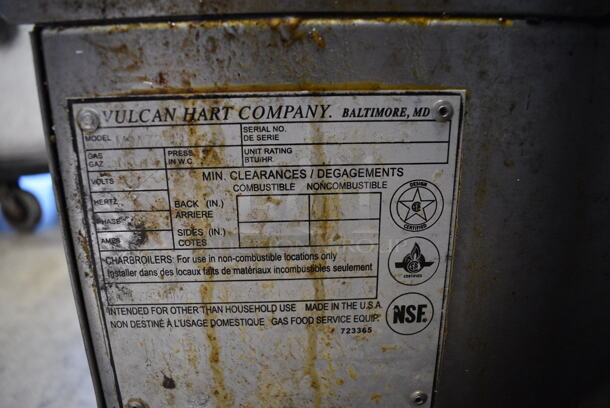 VULCAN HART COMPANY. BALTIMORE, MD
MODEL
SERIAL NO.
DE SERIE
GAS
GAZ
PRESS.
IN W.C.
UNIT RATING
BTU/HR.
VOLTS
MIN. CLEARANCES / DEGAGEMENTS
COMBUSTIBLE NONCOMBUSTIBLE
HERTZ
BACK (IN.)
ARRIERE
PHASE
SIDES (IN.)
COTES
AMPS
DESIGN
CERTIFIED
CHARBROILERS: For use in non-combustible locations only
Installer dans des locaux faits de matériaux incombustibles seulement
CERTIFIED
INTENDED FOR OTHER THAN HOUSEHOLD USE MADE IN THE U.S.A.
NON DESTINÉ À L'USAGE DOMESTIQUE GAS FOOD SERVICE EQUIP.
723365
NSF.